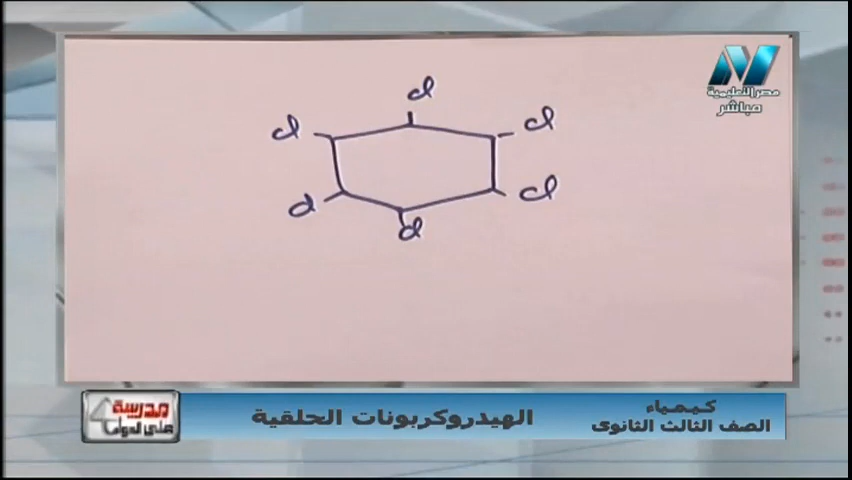 مصر التعليمية
مباشر
Cl
Cl
Cl
Cl
Cl
Cl
مدرسة
على الهواء
الهيدروكربونات الحلقية
كيمياء
الصف الثالث الثانوى